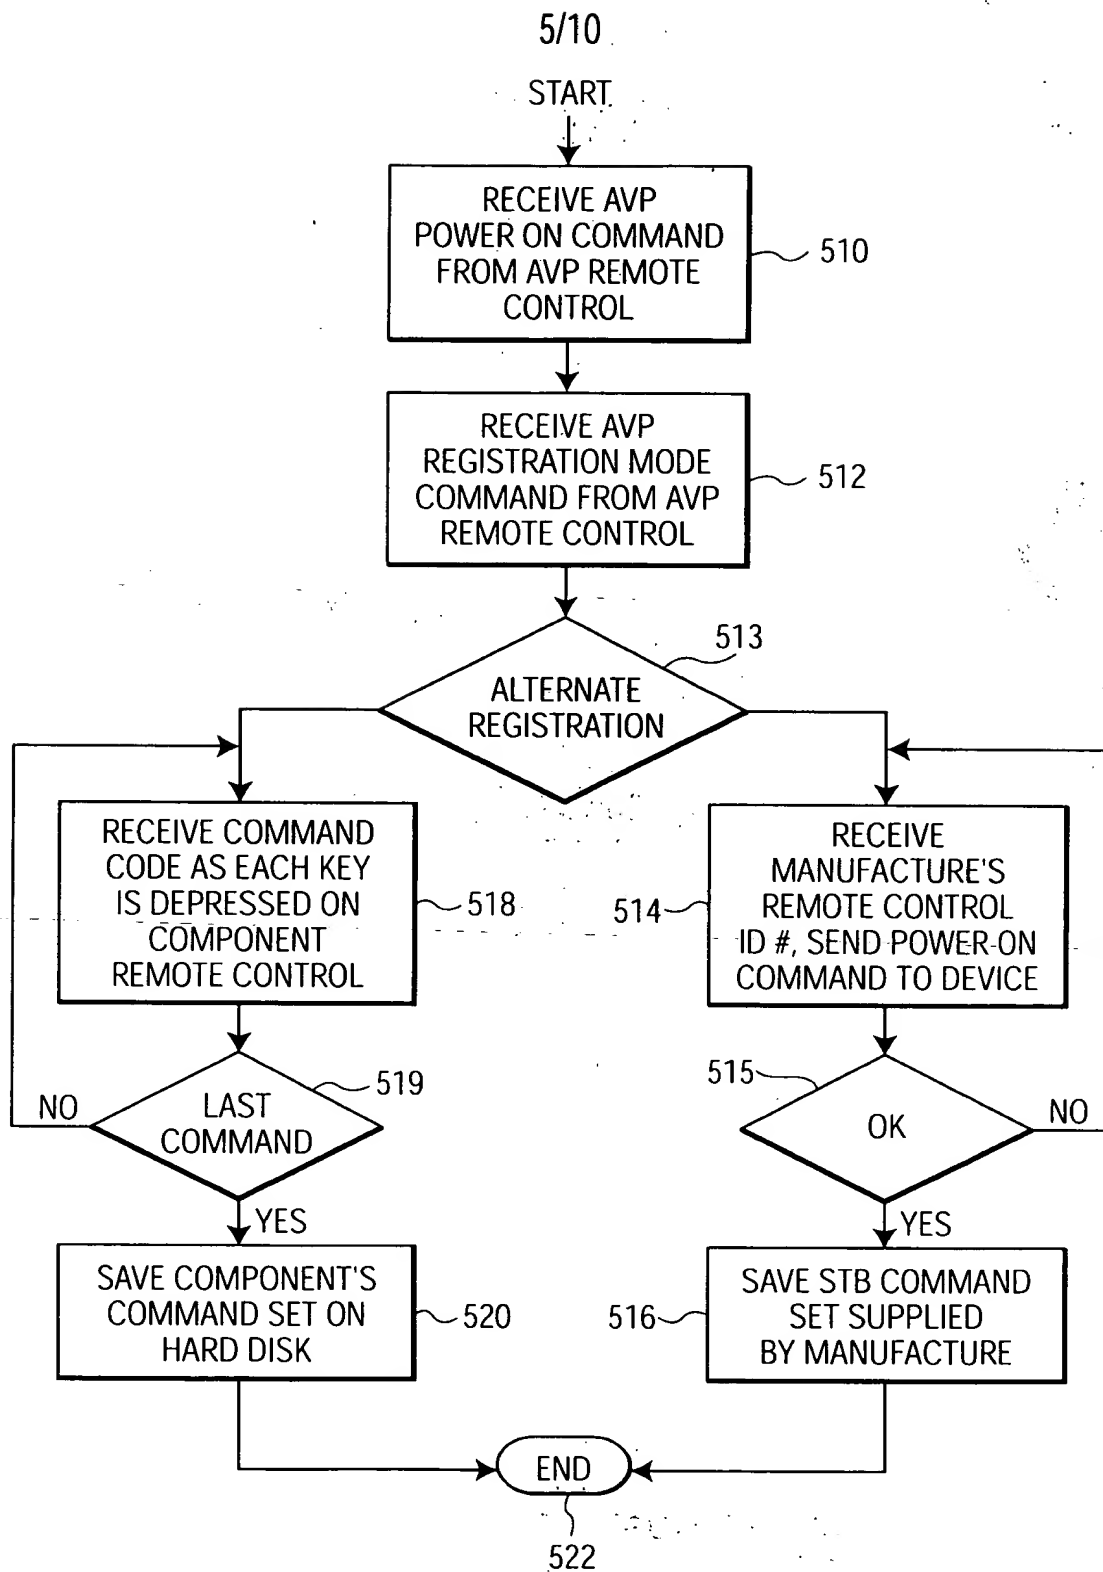 5/10
START
RECEIVE AVP
POWER ON COMMAND
FROM AVP REMOTE
CONTROL
510
RECEIVE AVP
REGISTRATION MODE
COMMAND FROM AVP
REMOTE CONTROL
512
513
ALTERNATE
REGISTRATION
RECEIVE COMMAND
CODE AS EACH KEY
IS DEPRESSED ON
COMPONENT
REMOTE CONTROL
518
514
RECEIVE
MANUFACTURE'S
REMOTE CONTROL
ID #, SEND POWER-ON
COMMAND TO DEVICE
519
NO
LAST
COMMAND
YES
515
OK
NO
YES
SAVE COMPONENT'S
COMMAND SET ON
HARD DISK
520
516
SAVE STB COMMAND
SET SUPPLIED
BY MANUFACTURE
END
522